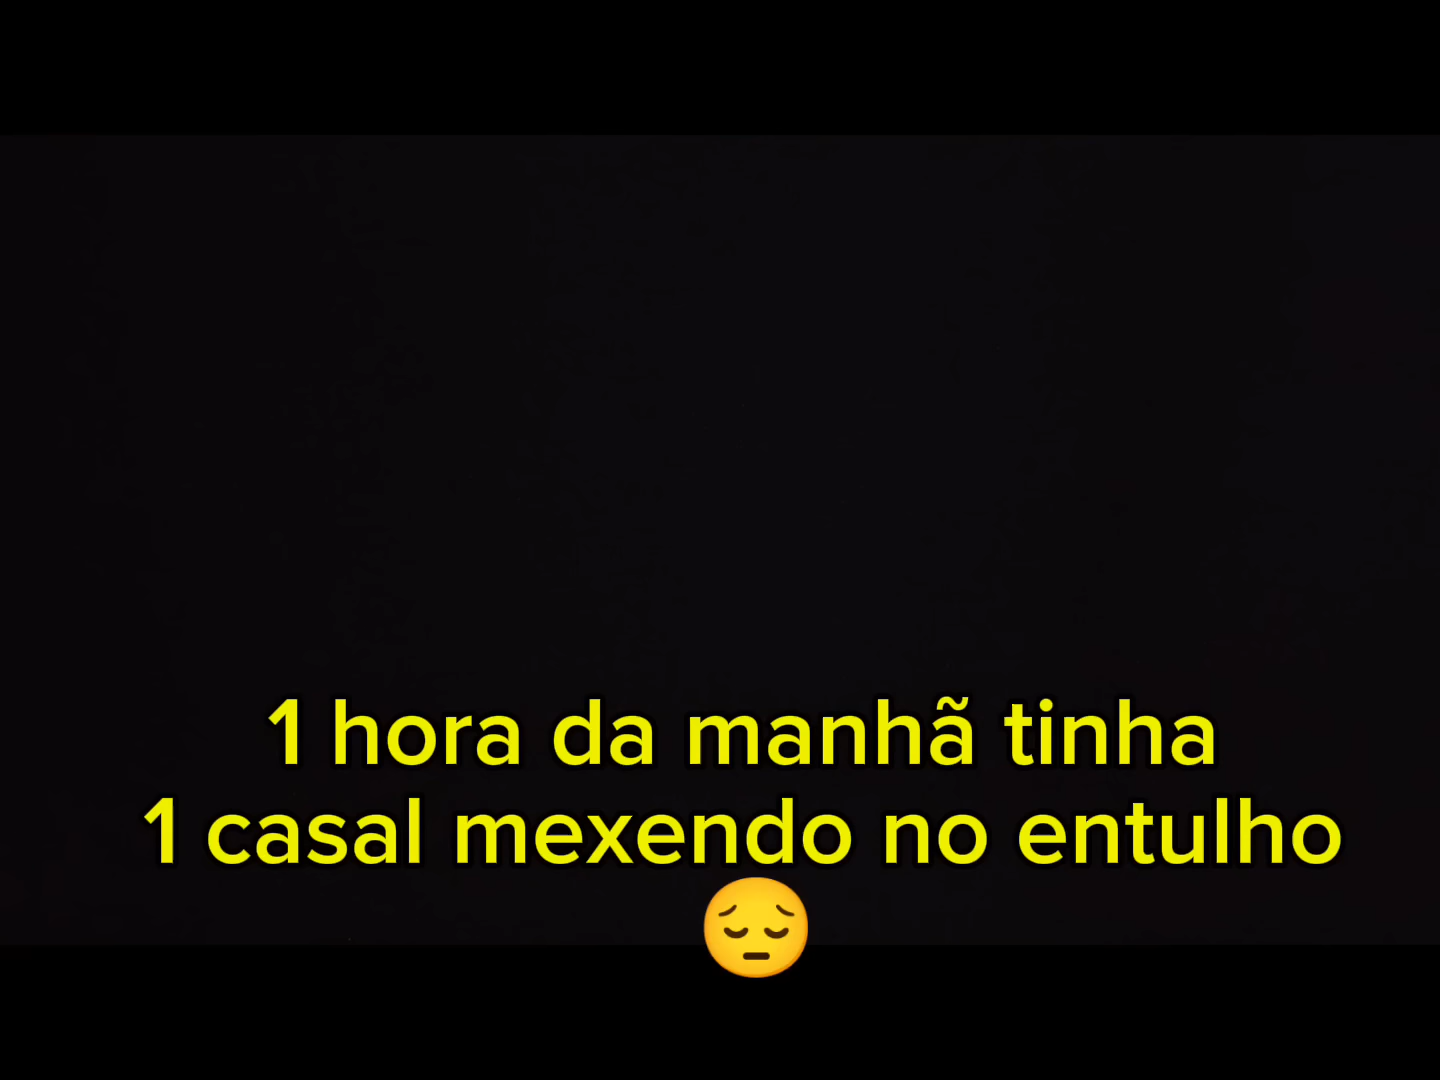 1 hora da manhã tinha
1 casal mexendo no entulho
😔